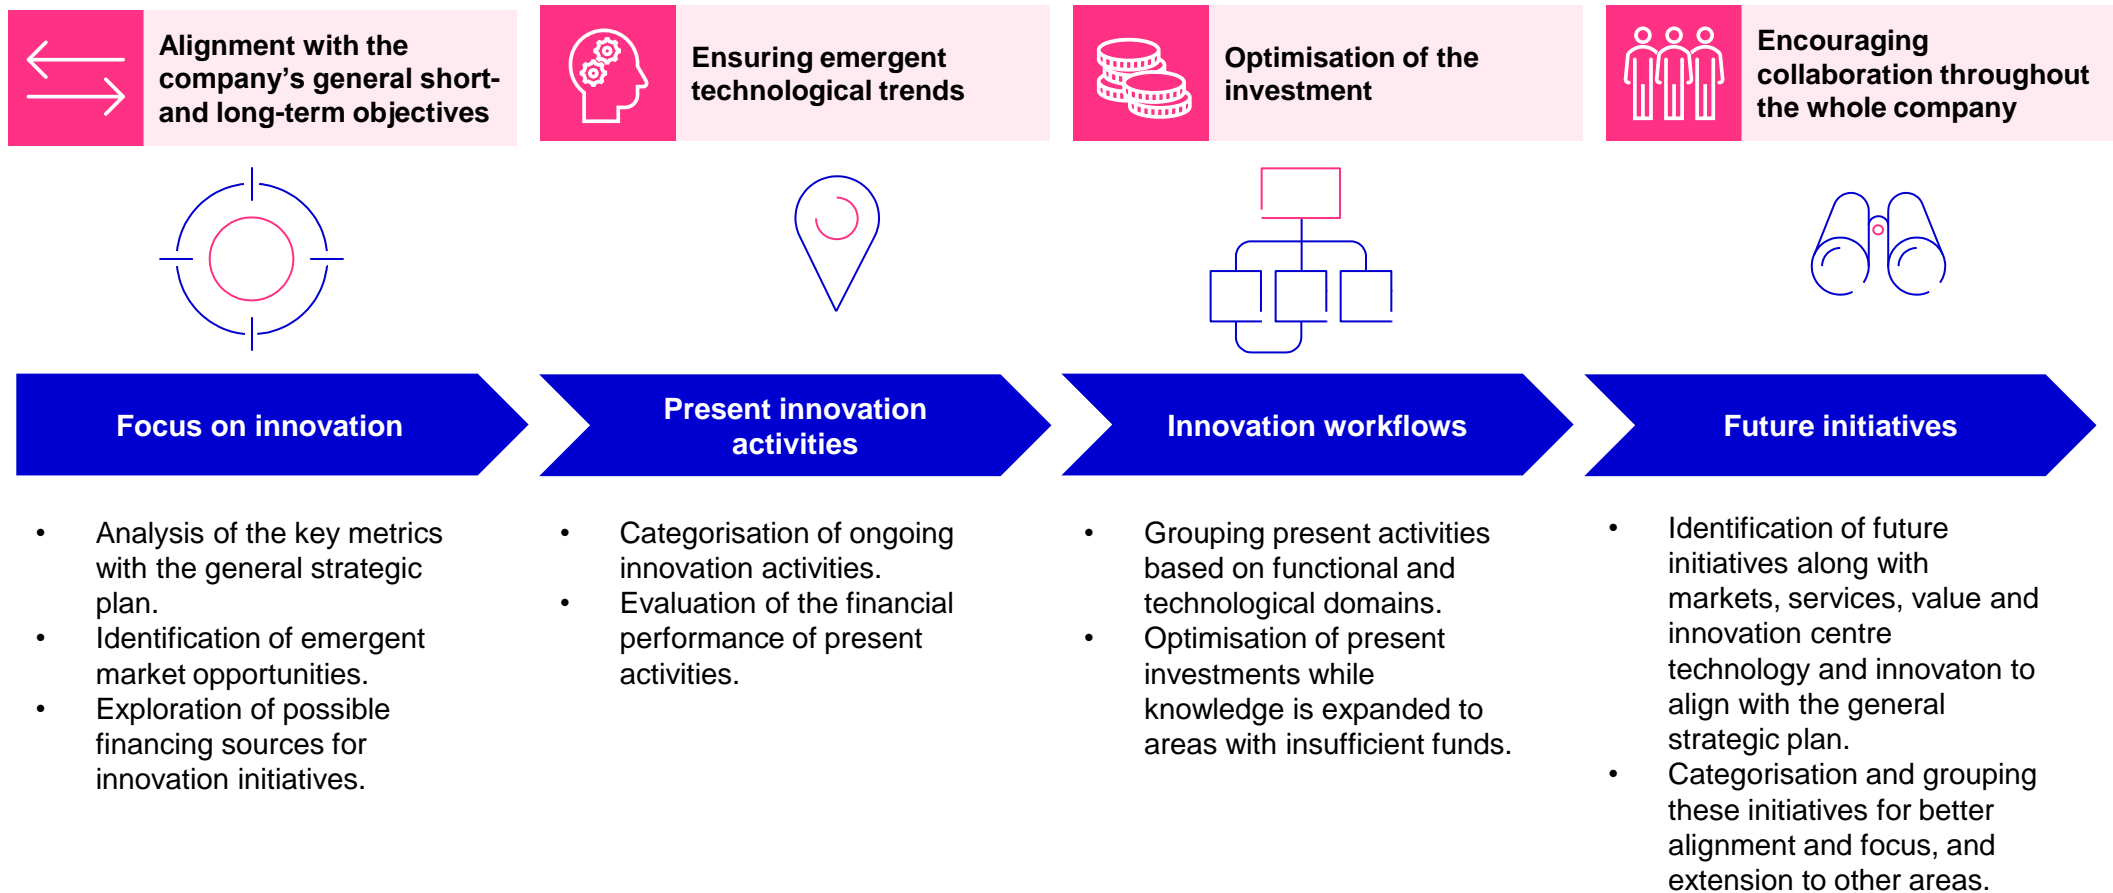 Alignment with the
company’s general short-
and long-term objectives
Ensuring emergent
technological trends
Optimisation of the
investment
Encouraging
collaboration throughout
the whole company
Focus on innovation
Present innovation
activities
Innovation workflows
Future initiatives
• Analysis of the key metrics
with the general strategic
plan.
• Identification of emergent
market opportunities.
• Exploration of possible
financing sources for
innovation initiatives.
• Categorisation of ongoing
innovation activities.
• Evaluation of the financial
performance of present
activities.
• Grouping present activities
based on functional and
technological domains.
• Optimisation of present
investments while
knowledge is expanded to
areas with insufficient funds.
• Identification of future
initiatives along with
markets, services, value and
innovation centre
technology and innovaton to
align with the general
strategic plan.
• Categorisation and grouping
these initiatives for better
alignment and focus, and
extension to other areas.